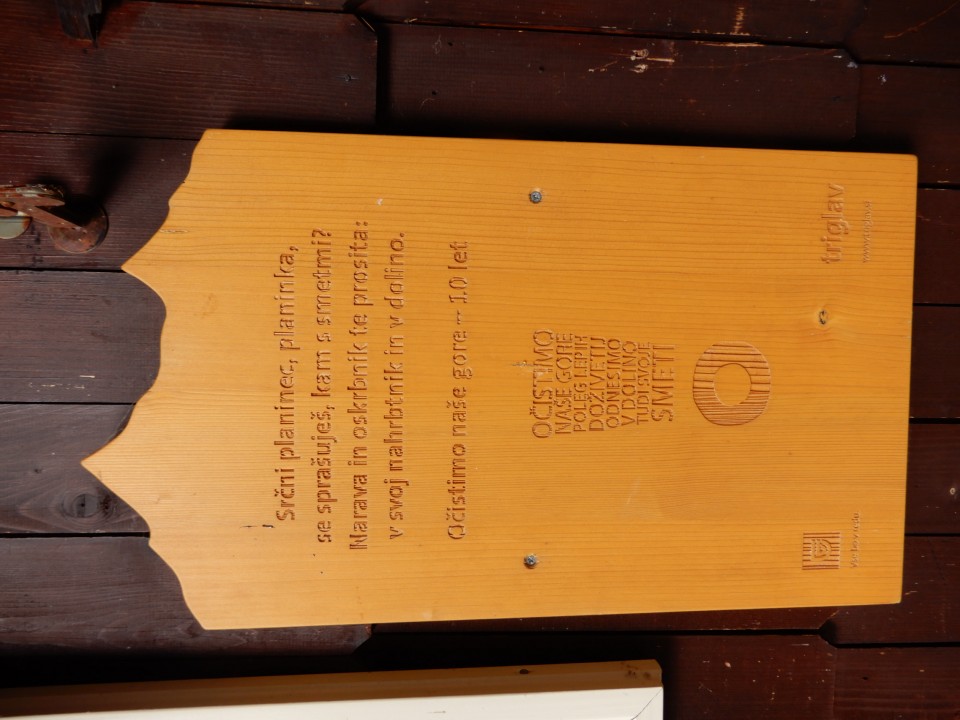 Srčni planinec, planinka,
se sprašuješ, kam s smetmi?
Narava in oskrbnik te prosita:
v svoj nahrbtnik in v dolino.
Očistimo naše gore – 10 let
OČISTIMO
NAŠE GORE
POLEG LEPIH
DOŽIVETIJ
ODNESIMO
V DOLINO
TUDI SVOJE
SMETI
triglav